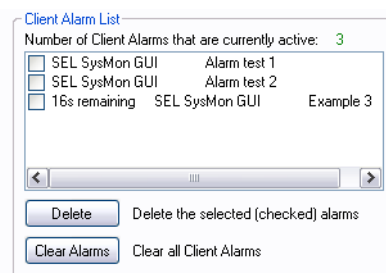 Client Alarm List
Number of Client Alarms that are currently active: 3
SEL SysMon GUI Alarm test 1
SEL SysMon GUI Alarm test 2
16s remaining SEL SysMon GUI Example 3
Delete Delete the selected (checked) alarms
Clear Alarms Clear all Client Alarms